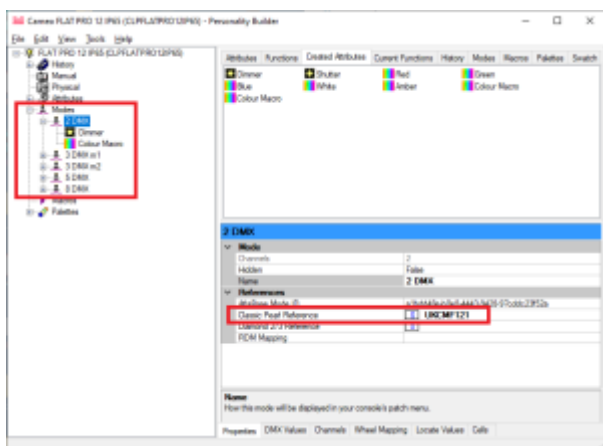 Cameo FLAT PRO 12 IP65 (CLPFLATPRO12IP65) - Personality Builder
File Edit View Tools Help
FLAT PRO 12 IP65 (CLPFLATPRO12IP65)
History
Manual
Physical
Attributes
Modes
2 DMX
Dimmer
Colour Macro
3 DMX m1
3 DMX m2
5 DMX
8 DMX
Macros
Palettes
Attributes Functions Created Attributes Current Functions History Modes Macros Palettes Swatch
Dimmer Shutter Red Green
Blue White Amber Colour Macro
Colour Macro
2 DMX
Mode
Channels 2
Hidden False
Name 2 DMX
References
Classic Pearl Reference UKCMF121
Diamond 2/3 Reference
RDM Mapping
Name
How this mode will be displayed in your console's patch menu.
Properties DMX Values Channels Wheel Mapping Locate Values Cells